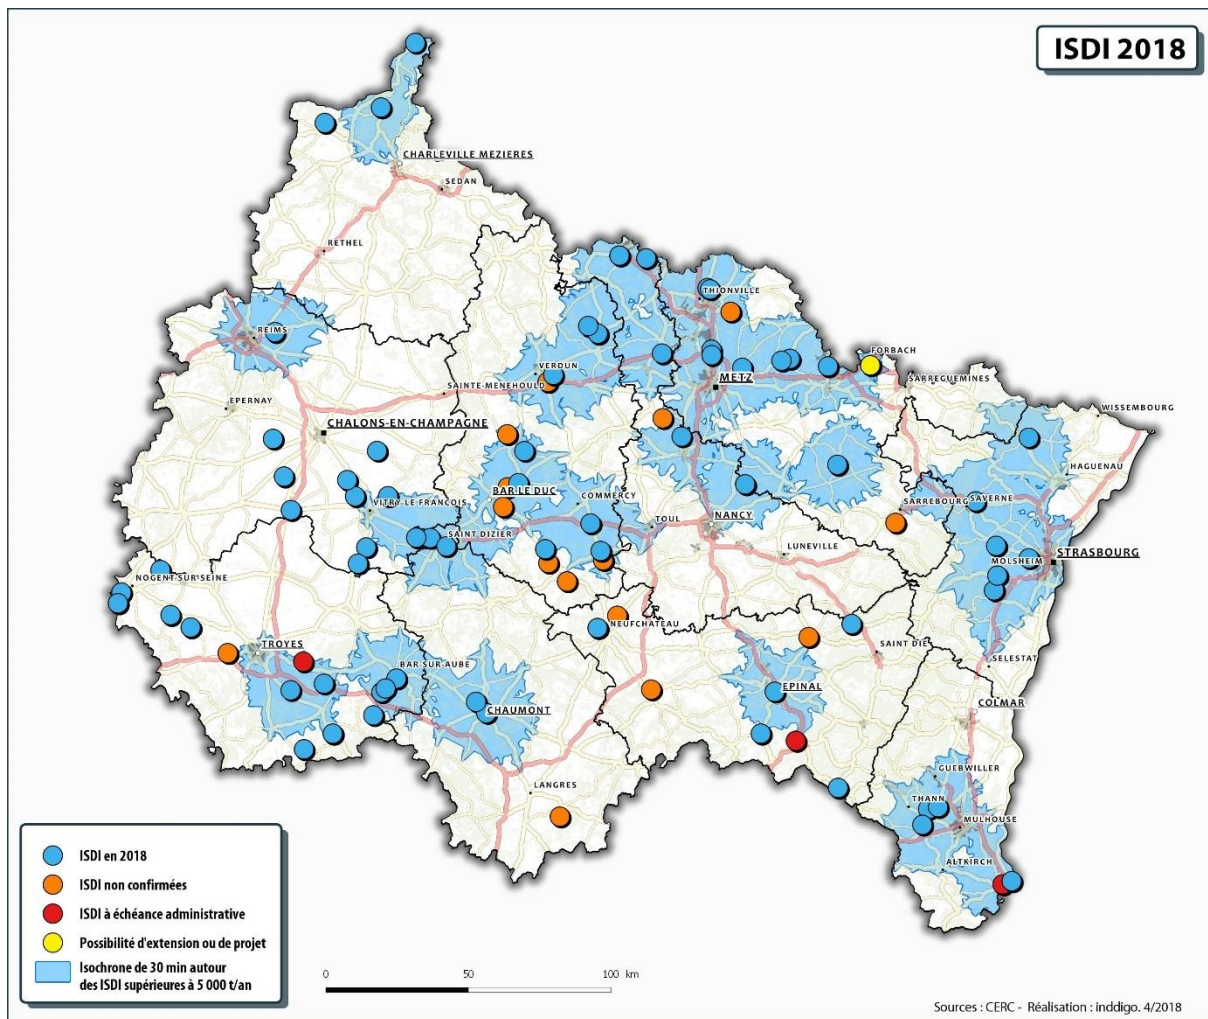 ISDI 2018
CHARLEVILLE MEZIERES
SEDAN
RETHEL
THIONVILLE
REIMS
FORBACH
VERDUN
SAINTE-MENEHOULD
METZ
SARREGUEMINES
EPERNAY
WISSEMBOURG
CHALONS-EN-CHAMPAGNE
HAGUENAU
BAR LE DUC
COMMERCY
VITRY-LE-FRANCOIS
SARREBOURG
SAVERNE
TOUL
NANCY
SAINT DIZIER
LUNEVILLE
STRASBOURG
MOLSHEIM
NOGENT-SUR-SEINE
NEUFCHATEAU
TROYES
SAINT DIE
SELESTAT
BAR-SUR-AUBE
EPINAL
CHAUMONT
COLMAR
GUEBWILLER
LANGRES
THANN
MULHOUSE
ALTKIRCH
ISDI en 2018
ISDI non confirmées
ISDI à échéance administrative
Possibilité d'extension ou de projet
Isochrone de 30 min autour
des ISDI supérieures à 5 000 t/an
0 50 100 km
Sources : CERC - Réalisation : inddigo. 4/2018